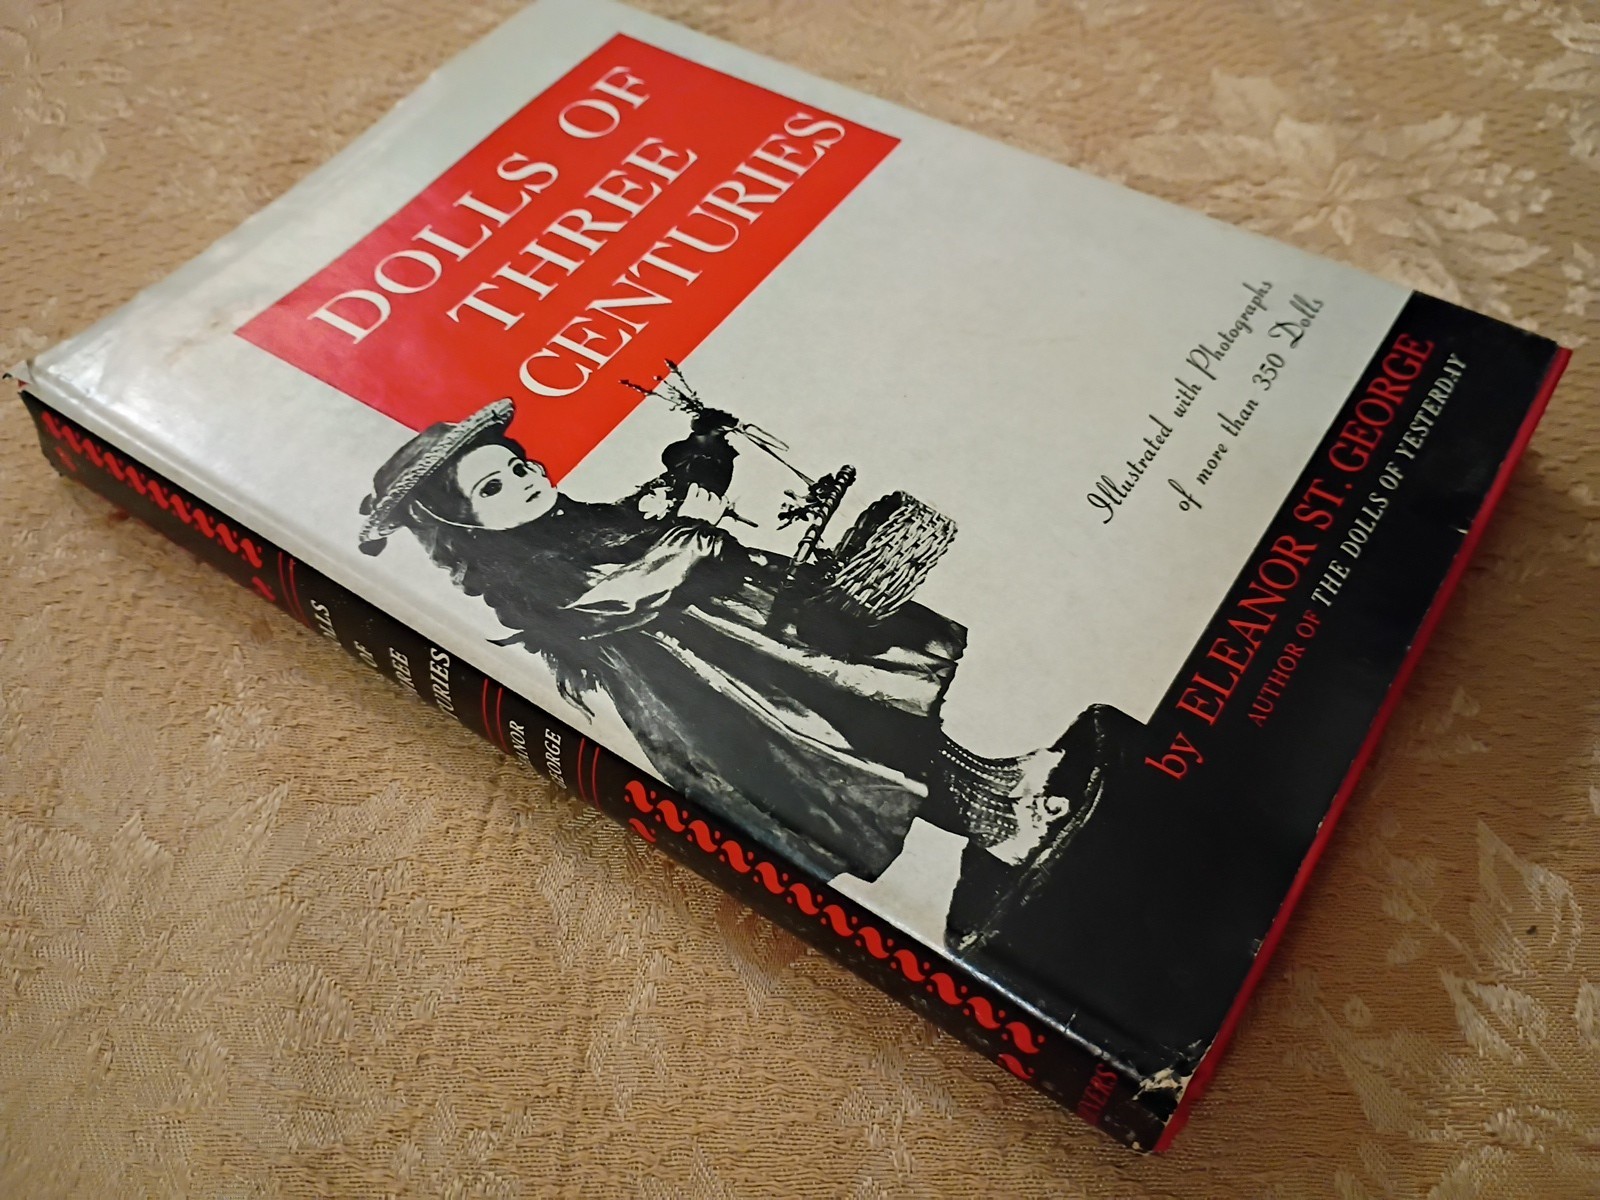 DOLLS OF
THREE
CENTURIES
Illustrated with Photographs
of more than 350 Dolls
by ELEANOR ST. GEORGE
AUTHOR OF THE DOLLS OF YESTERDAY
OF